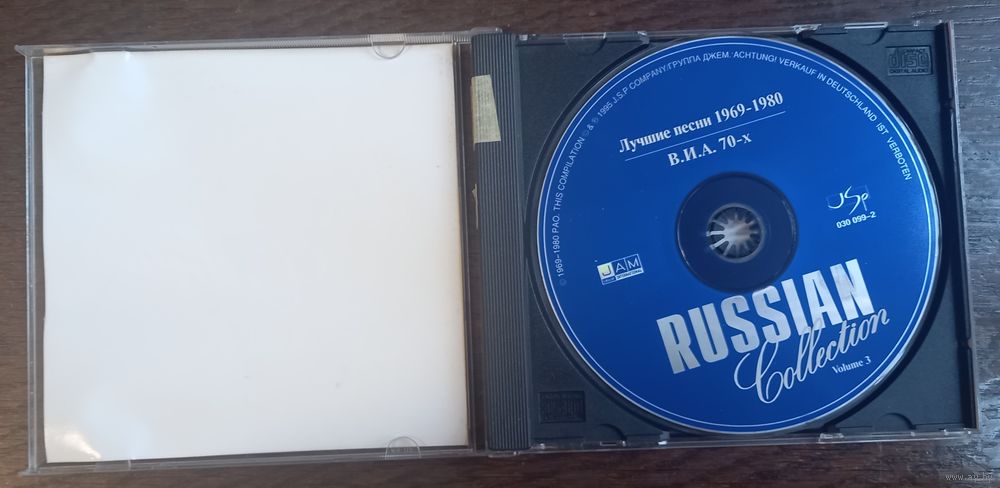 © 1969-1980 РАО. THIS COMPILATION © & ℗ 1995 J.S.P COMPANY/ГРУППА ДЖЕМ. ACHTUNG! VERKAUF IN DEUTSCHLAND IST VERBOTEN
Лучшие песни 1969-1980
В.И.А. 70-х
JSP
030 099-2
JAM
RUSSIAN
Collection
Volume 3
disc
DIGITAL AUDIO